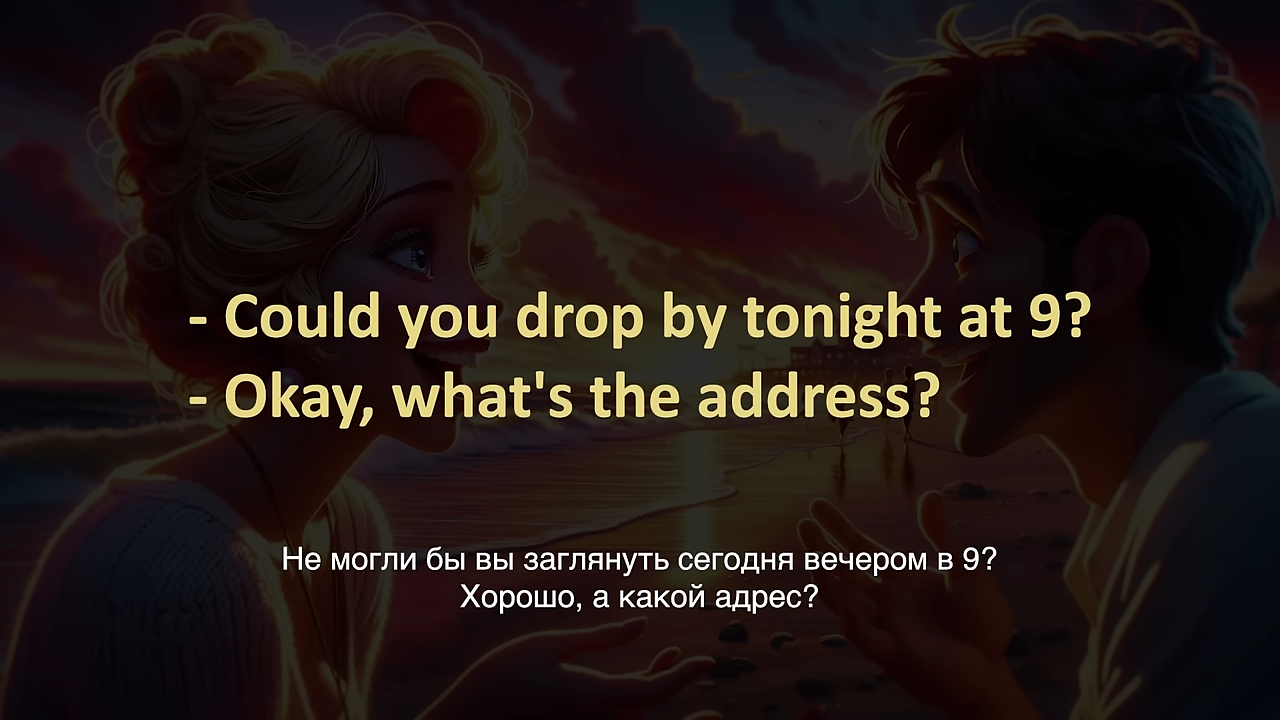 - Could you drop by tonight at 9?
- Okay, what's the address?
Не могли бы вы заглянуть сегодня вечером в 9?
Хорошо, а какой адрес?